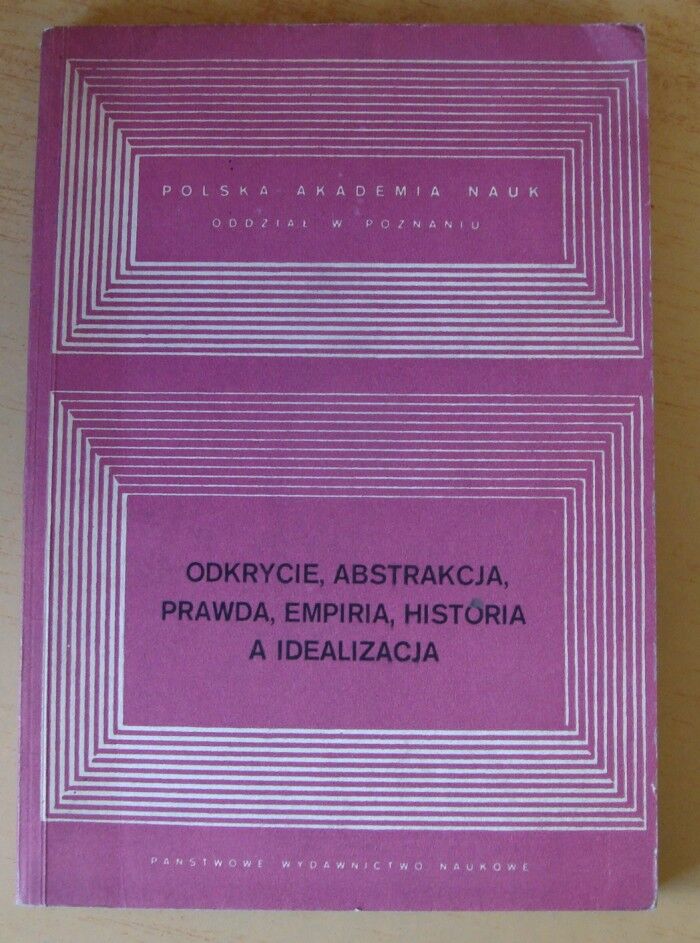 POLSKA AKADEMIA NAUK
ODDZIAŁ W POZNANIU
ODKRYCIE, ABSTRAKCJA,
PRAWDA, EMPIRIA, HISTORIA
A IDEALIZACJA
PAŃSTWOWE WYDAWNICTWO NAUKOWE